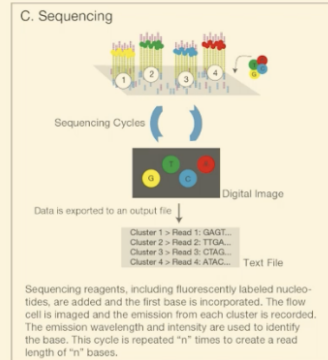 C. Sequencing
1
2
3
4
T
C
G
Sequencing Cycles
T
A
G
C
Digital Image
Data is exported to an output file
Cluster 1 > Read 1: GAGT...
Cluster 2 > Read 2: TTGA...
Cluster 3 > Read 3: CTAG...
Cluster 4 > Read 4: ATAC...
Text File
Sequencing reagents, including fluorescently labeled nucleo-
tides, are added and the first base is incorporated. The flow
cell is imaged and the emission from each cluster is recorded.
The emission wavelength and intensity are used to identify
the base. This cycle is repeated “n” times to create a read
length of “n” bases.